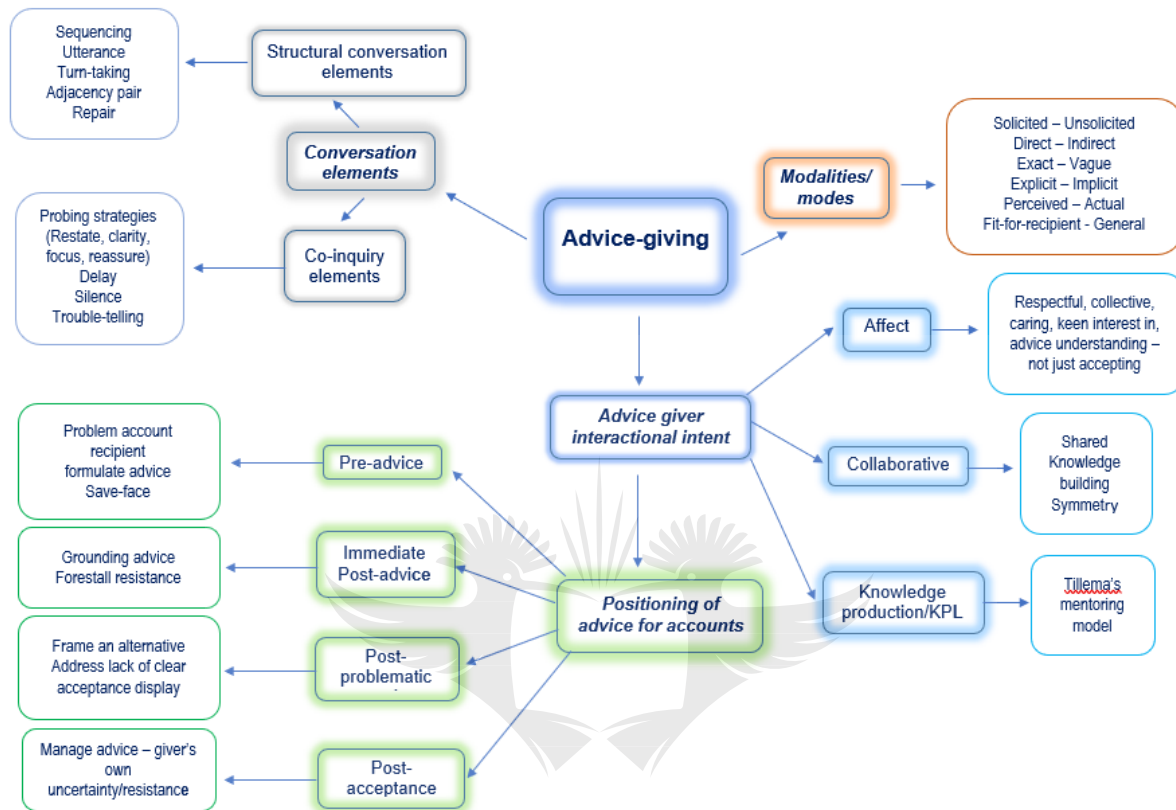 Sequencing
Utterance
Turn-taking
Adjacency pair
Repair
Structural conversation
elements
Conversation
elements
Probing strategies
(Restate, clarity,
focus, reassure)
Delay
Silence
Trouble-telling
Co-inquiry
elements
Advice-giving
Modalities/
modes
Solicited – Unsolicited
Direct – Indirect
Exact – Vague
Explicit – Implicit
Perceived – Actual
Fit-for-recipient - General
Affect
Respectful, collective,
caring, keen interest in,
advice understanding –
not just accepting
Advice giver
interactional intent
Collaborative
Shared
Knowledge
building
Symmetry
Knowledge
production/KPL
Tillema's
mentoring
model
Problem account
recipient
formulate advice
Save-face
Pre-advice
Grounding advice
Forestall resistance
Immediate
Post-advice
Positioning of
advice for accounts
Frame an alternative
Address lack of clear
acceptance display
Post-
problematic
Manage advice – giver's
own
uncertainty/resistance
Post-
acceptance